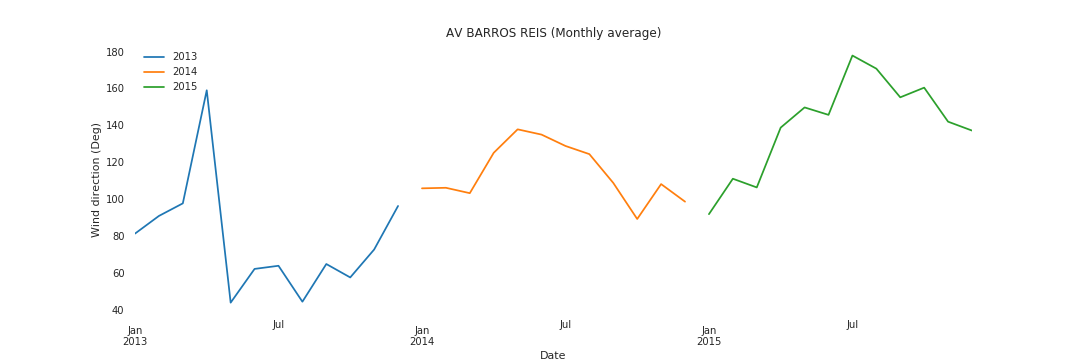 AV BARROS REIS (Monthly average)
2013
2014
2015
Wind direction (Deg)
180
160
140
120
100
80
60
40
Jan
2013
Jul
Jan
2014
Jul
Jan
2015
Jul
Date